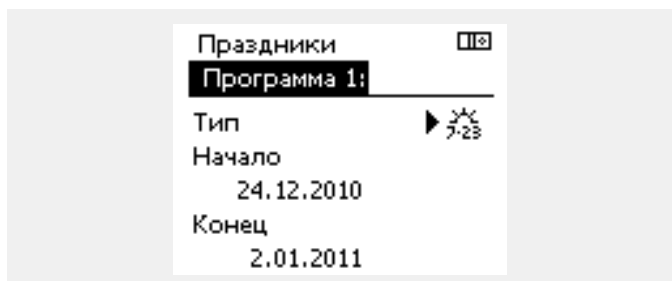 Праздники
Программа 1:
Тип 7-23
Начало
24.12.2010
Конец
2.01.2011